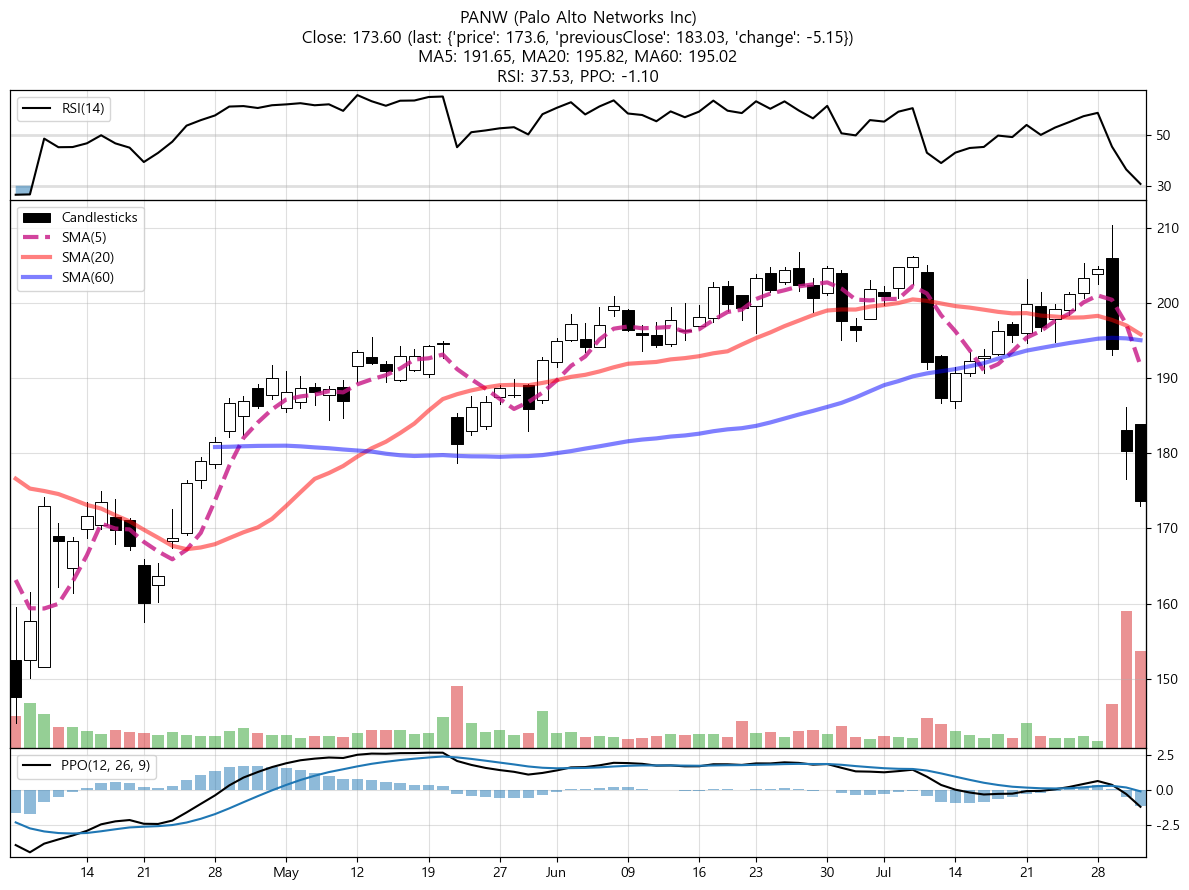 PANW (Palo Alto Networks Inc)
Close: 173.60 (last: {'price': 173.6, 'previousClose': 183.03, 'change': -5.15})
MA5: 191.65, MA20: 195.82, MA60: 195.02
RSI: 37.53, PPO: -1.10
RSI(14)
50
30
Candlesticks
SMA(5)
SMA(20)
SMA(60)
210
200
190
180
170
160
150
PPO(12, 26, 9)
2.5
0.0
-2.5
14 21 28 May 12 19 27 Jun 09 16 23 30 Jul 14 21 28